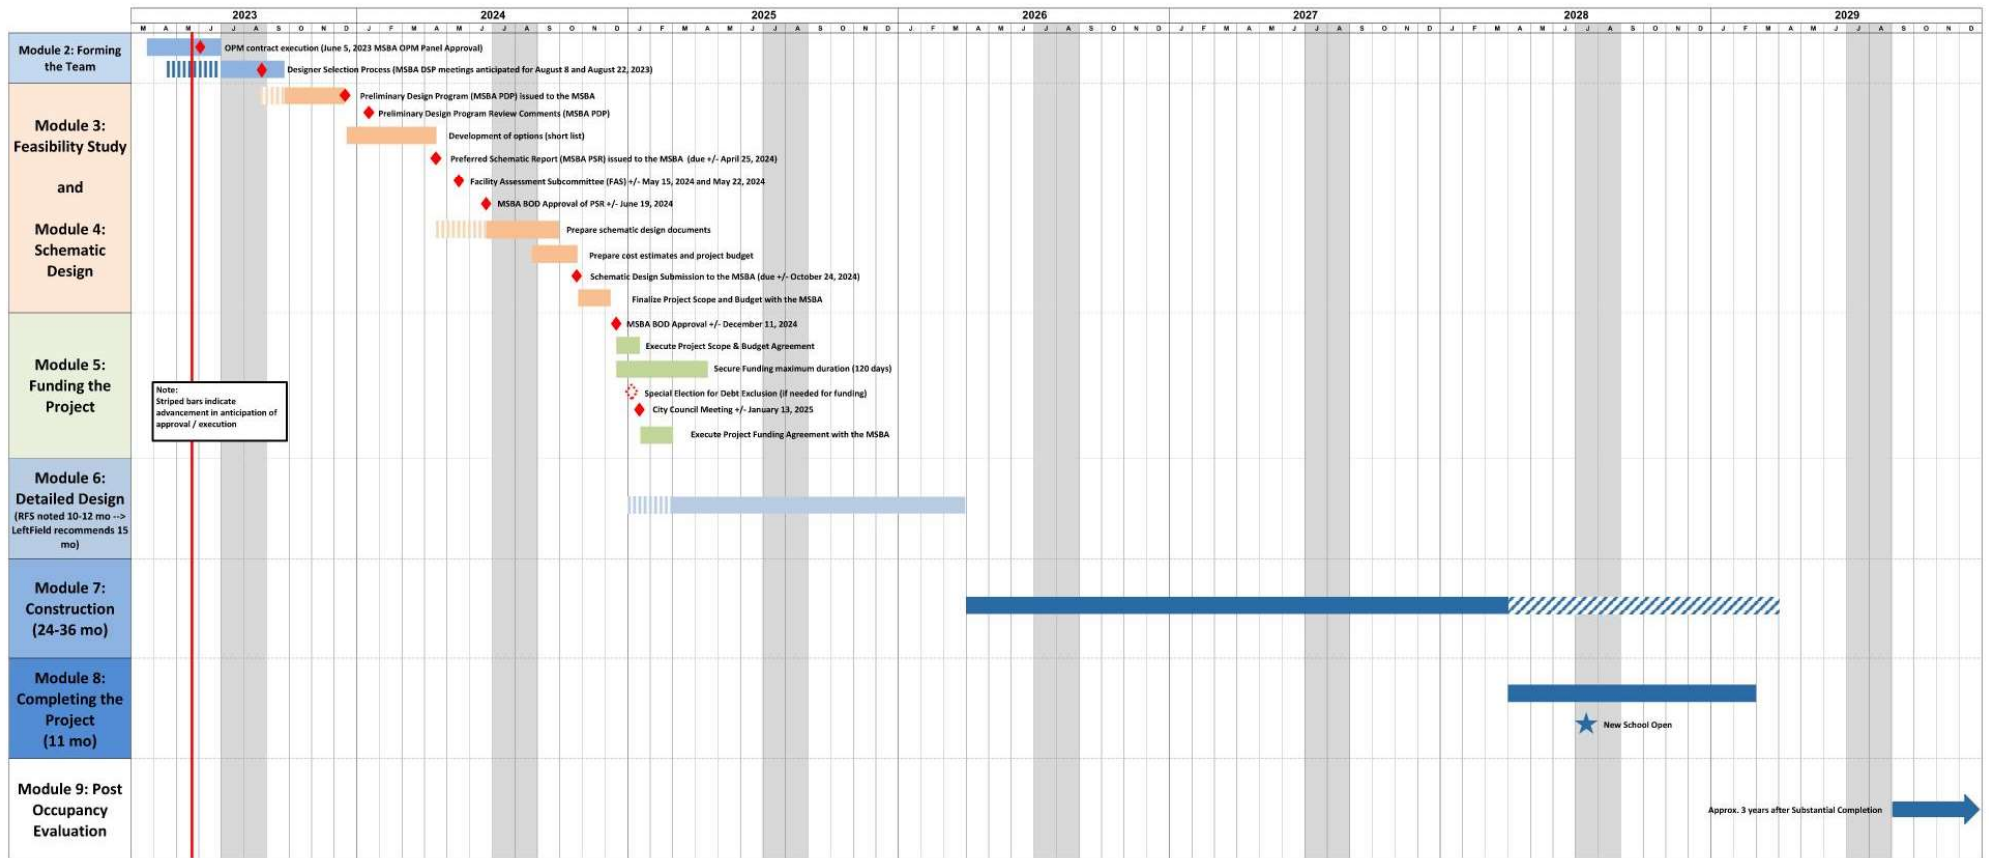 2023 2024 2025 2026 2027 2028 2029
M A M J J A S O N D J F M A M J J A S O N D J F M A M J J A S O N D J F M A M J J A S O N D J F M A M J J A S O N D J F M A M J J A S O N D J F M A M J J A S O N D
Module 2: Forming
the Team
OPM contract execution (June 5, 2023 MSBA OPM Panel Approval)
Designer Selection Process (MSBA DSP meetings anticipated for August 8 and August 22, 2023)
Module 3:
Feasibility Study
and
Module 4:
Schematic
Design
Preliminary Design Program (MSBA PDP) issued to the MSBA
Preliminary Design Program Review Comments (MSBA PDP)
Development of options (short list)
Preferred Schematic Report (MSBA PSR) issued to the MSBA (due +/- April 25, 2024)
Facility Assessment Subcommittee (FAS) +/- May 15, 2024 and May 22, 2024
MSBA BOD Approval of PSR +/- June 19, 2024
Prepare schematic design documents
Prepare cost estimates and project budget
Schematic Design Submission to the MSBA (due +/- October 24, 2024)
Finalize Project Scope and Budget with the MSBA
Module 5:
Funding the
Project
MSBA BOD Approval +/- December 11, 2024
Execute Project Scope & Budget Agreement
Secure Funding maximum duration (120 days)
Special Election for Debt Exclusion (if needed for funding)
City Council Meeting +/- January 13, 2025
Execute Project Funding Agreement with the MSBA
Note:
Striped bars indicate
advancement in anticipation of
approval / execution
Module 6:
Detailed Design
(RFS noted 10-12 mo -->
LeftField recommends 15
mo)
Module 7:
Construction
(24-36 mo)
Module 8:
Completing the
Project
(11 mo)
New School Open
Module 9: Post
Occupancy
Evaluation
Approx. 3 years after Substantial Completion